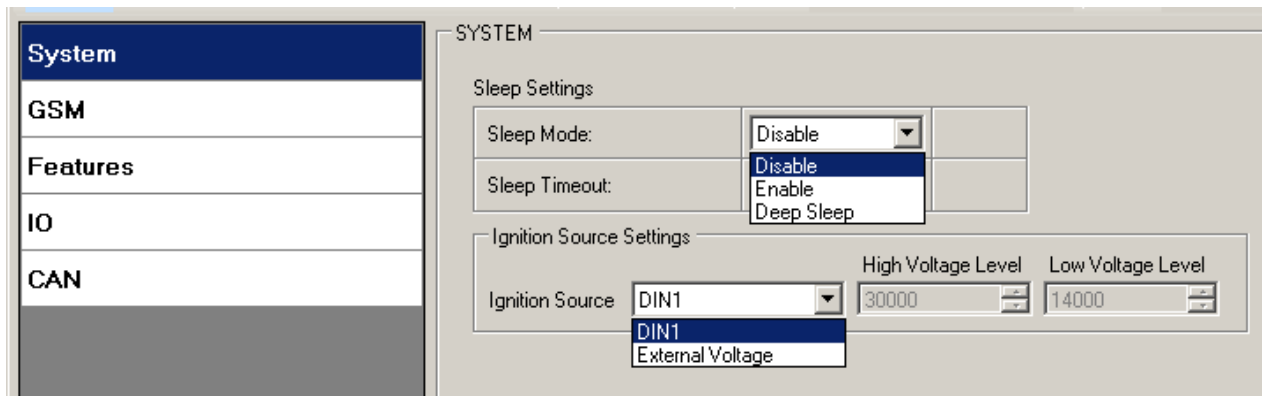 System
GSM
Features
IO
CAN
SYSTEM
Sleep Settings
Sleep Mode: Disable
Disable
Sleep Timeout: Enable
Deep Sleep
Ignition Source Settings
High Voltage Level Low Voltage Level
Ignition Source DIN1 30000 14000
DIN1
External Voltage